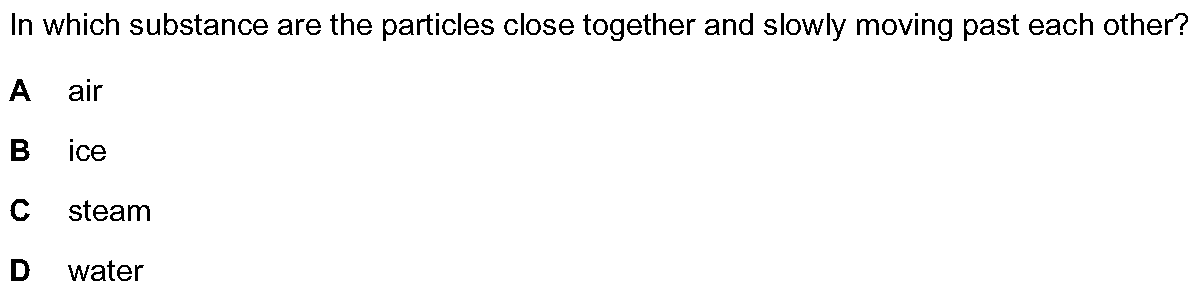 In which substance are the particles close together and slowly moving past each other?
A air
B ice
C steam
D water